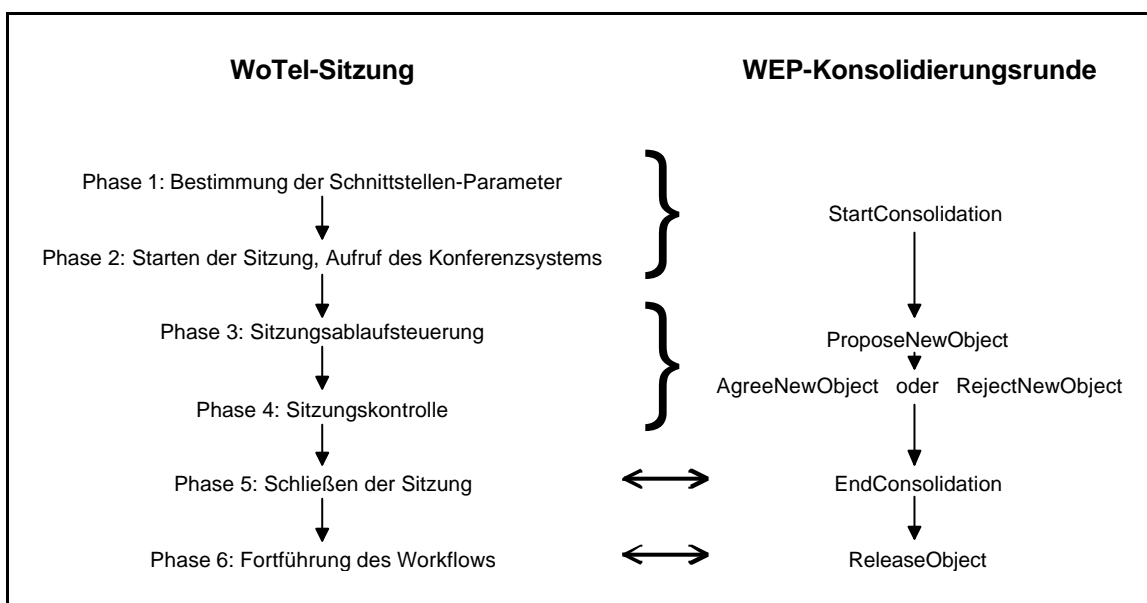 WoTel-Sitzung
WEP-Konsolidierungsrunde
Phase 1: Bestimmung der Schnittstellen-Parameter
StartConsolidation
Phase 2: Starten der Sitzung, Aufruf des Konferenzsystems
Phase 3: Sitzungsablaufsteuerung
ProposeNewObject
AgreeNewObject oder RejectNewObject
Phase 4: Sitzungskontrolle
Phase 5: Schließen der Sitzung
EndConsolidation
Phase 6: Fortführung des Workflows
ReleaseObject